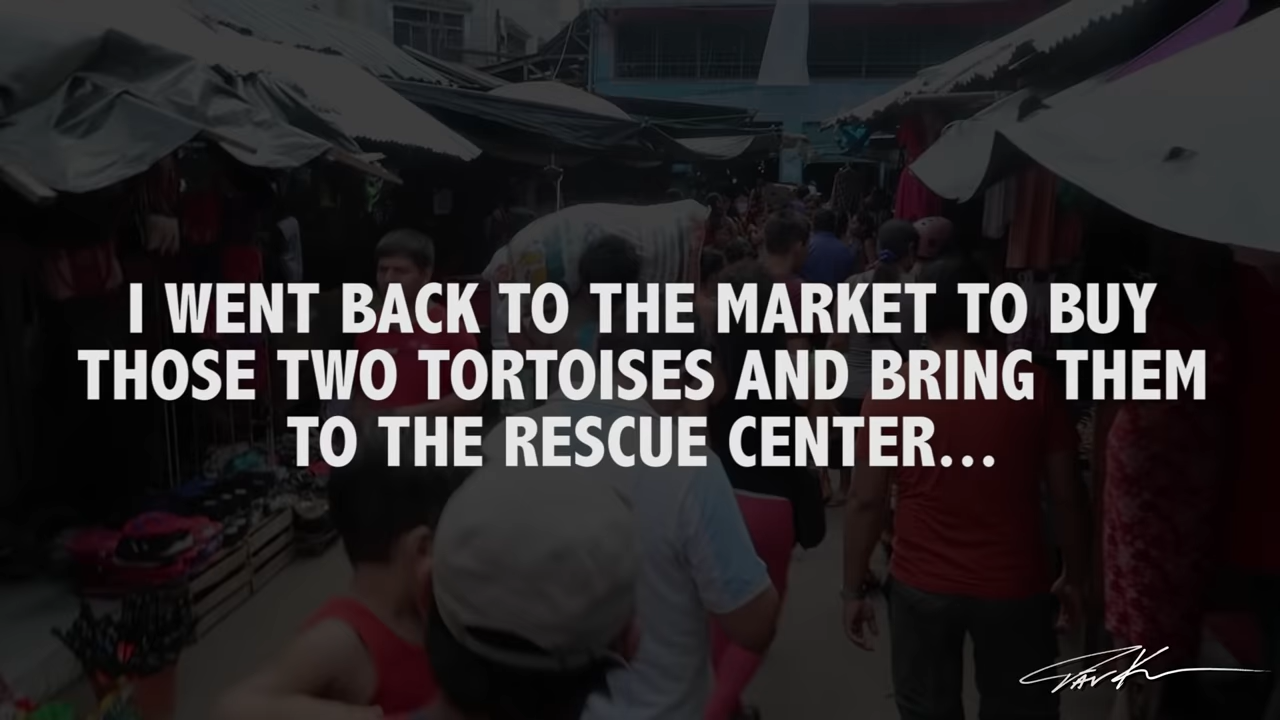 I WENT BACK TO THE MARKET TO BUY
THOSE TWO TORTOISES AND BRING THEM
TO THE RESCUE CENTER...